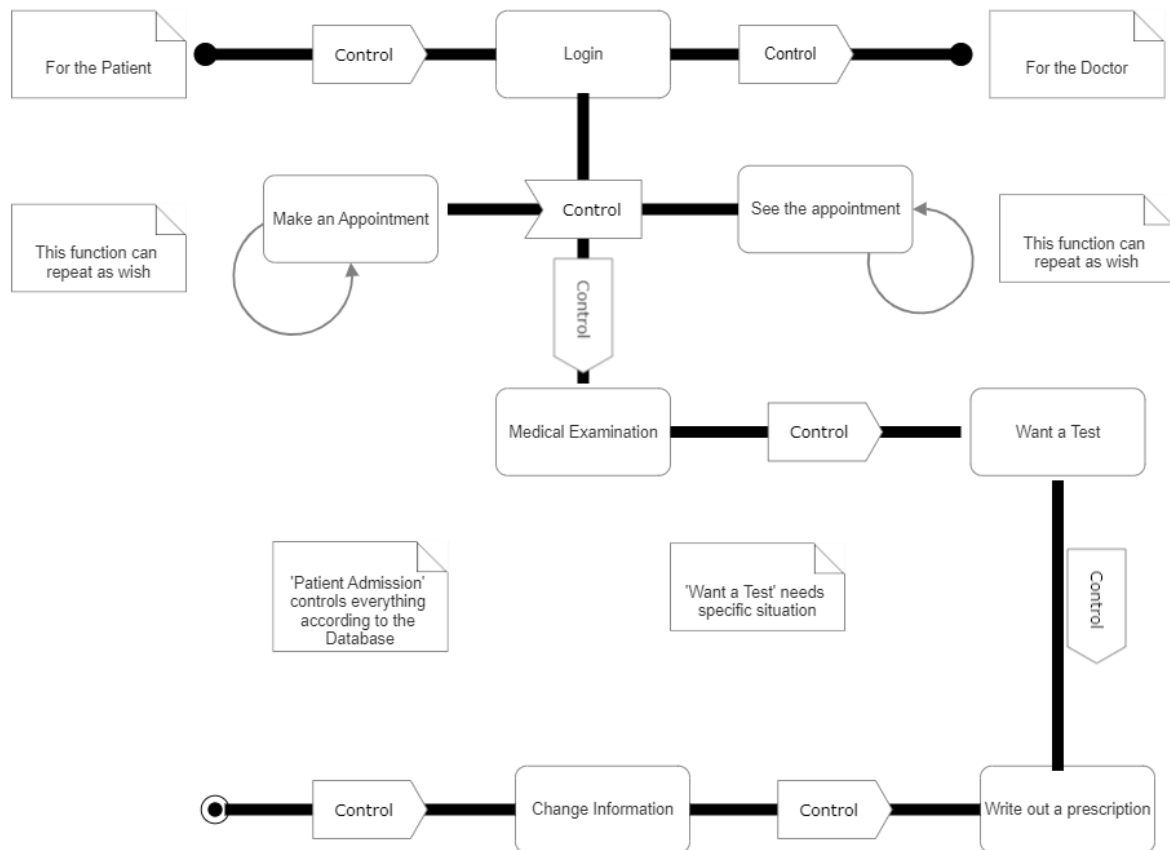 For the Patient
Control
Login
Control
For the Doctor
Make an Appointment
Control
See the appointment
This function can
repeat as wish
This function can
repeat as wish
Control
Medical Examination
Control
Want a Test
'Patient Admission'
controls everything
according to the
Database
'Want a Test' needs
specific situation
Control
Control
Change Information
Control
Write out a prescription